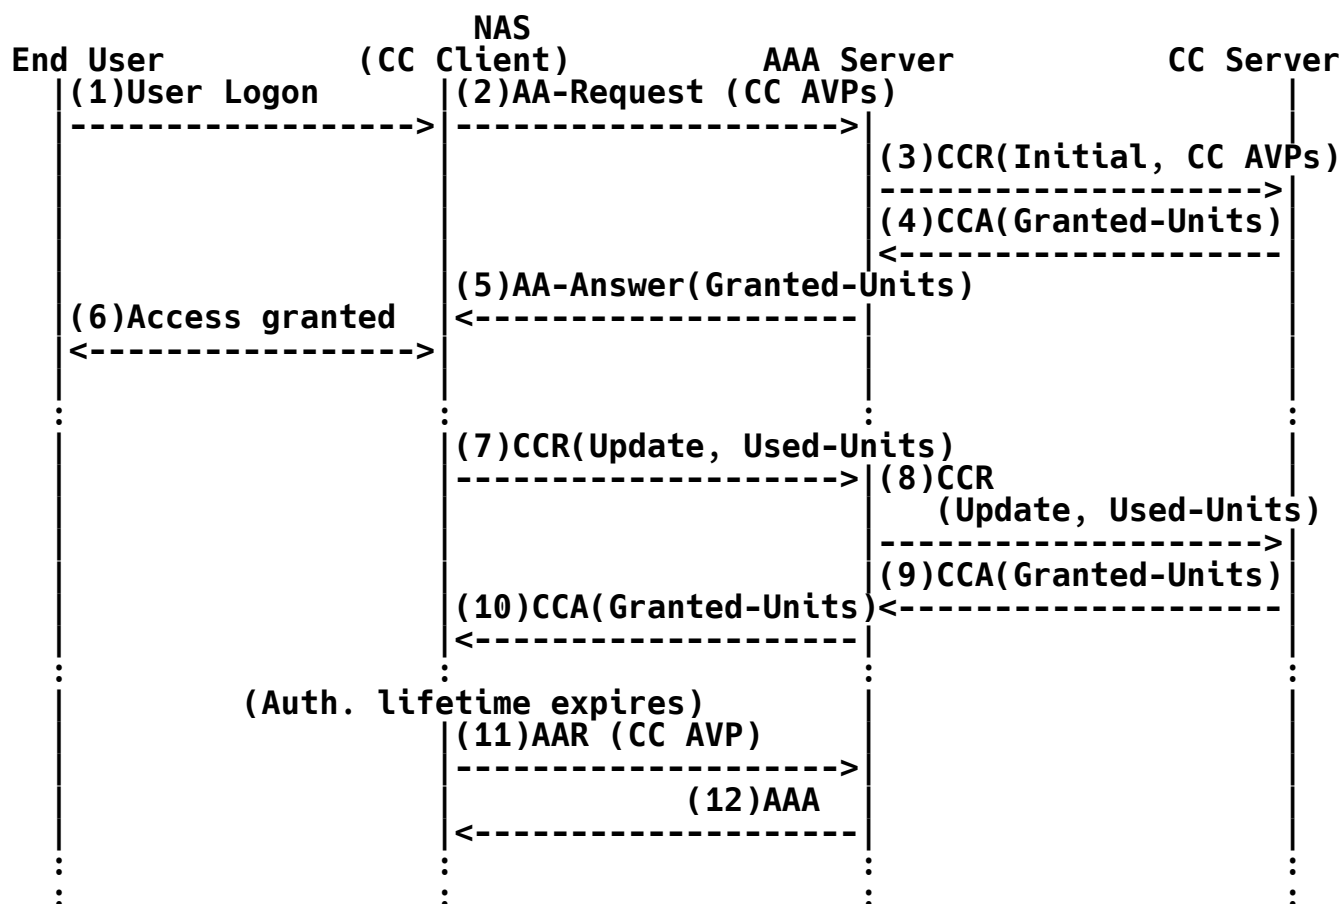 NAS
End User (CC Client) AAA Server CC Server
(1)User Logon (2)AA-Request (CC AVPs)
(3)CCR(Initial, CC AVPs)
(4)CCA(Granted-Units)
(5)AA-Answer(Granted-Units)
(6)Access granted
(7)CCR(Update, Used-Units)
(8)CCR
(Update, Used-Units)
(9)CCA(Granted-Units)
(10)CCA(Granted-Units)
(Auth. lifetime expires)
(11)AAR (CC AVP)
(12)AAA